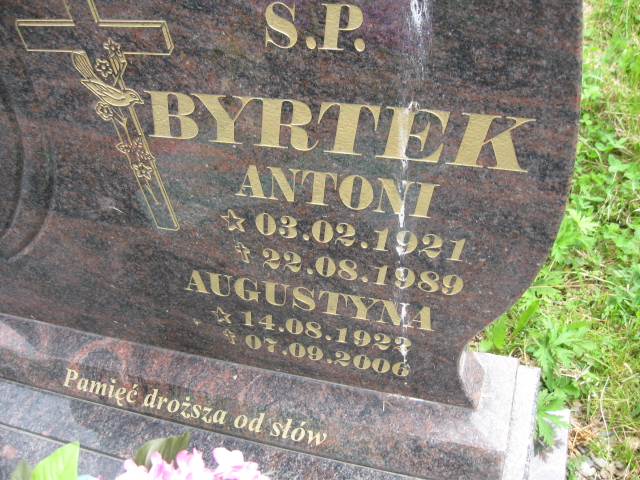 S.P.
BYRTEK
ANTONI
03.02.1921
22.08.1989
AUGUSTYNA
14.08.1922
07.09.2006
Pamięć droższa od słów